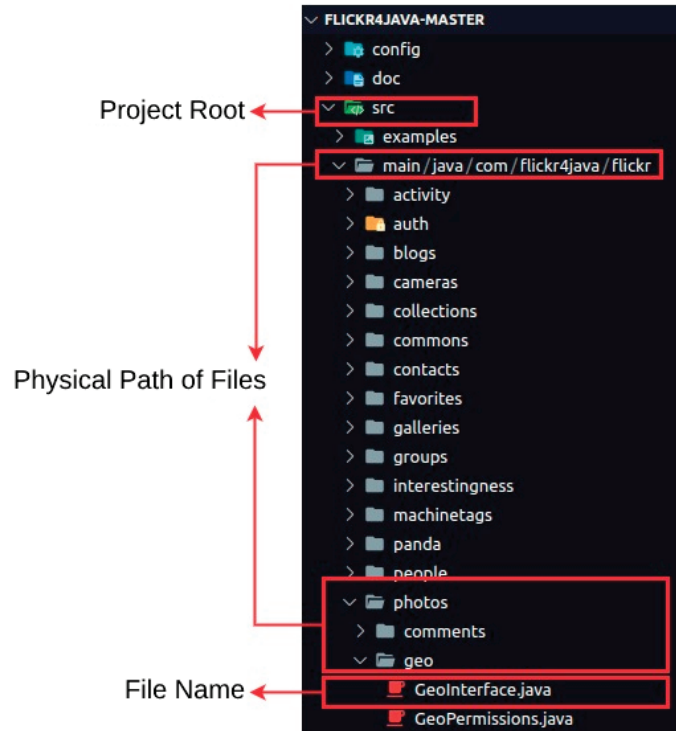 FLICKR4JAVA-MASTER
config
doc
Project Root
src
examples
main/java/com/flickr4java/flickr
activity
auth
blogs
cameras
collections
commons
contacts
Physical Path of Files
favorites
galleries
groups
interestingness
machinetags
panda
people
photos
comments
geo
File Name
GeoInterface.java
GeoPermissions.java